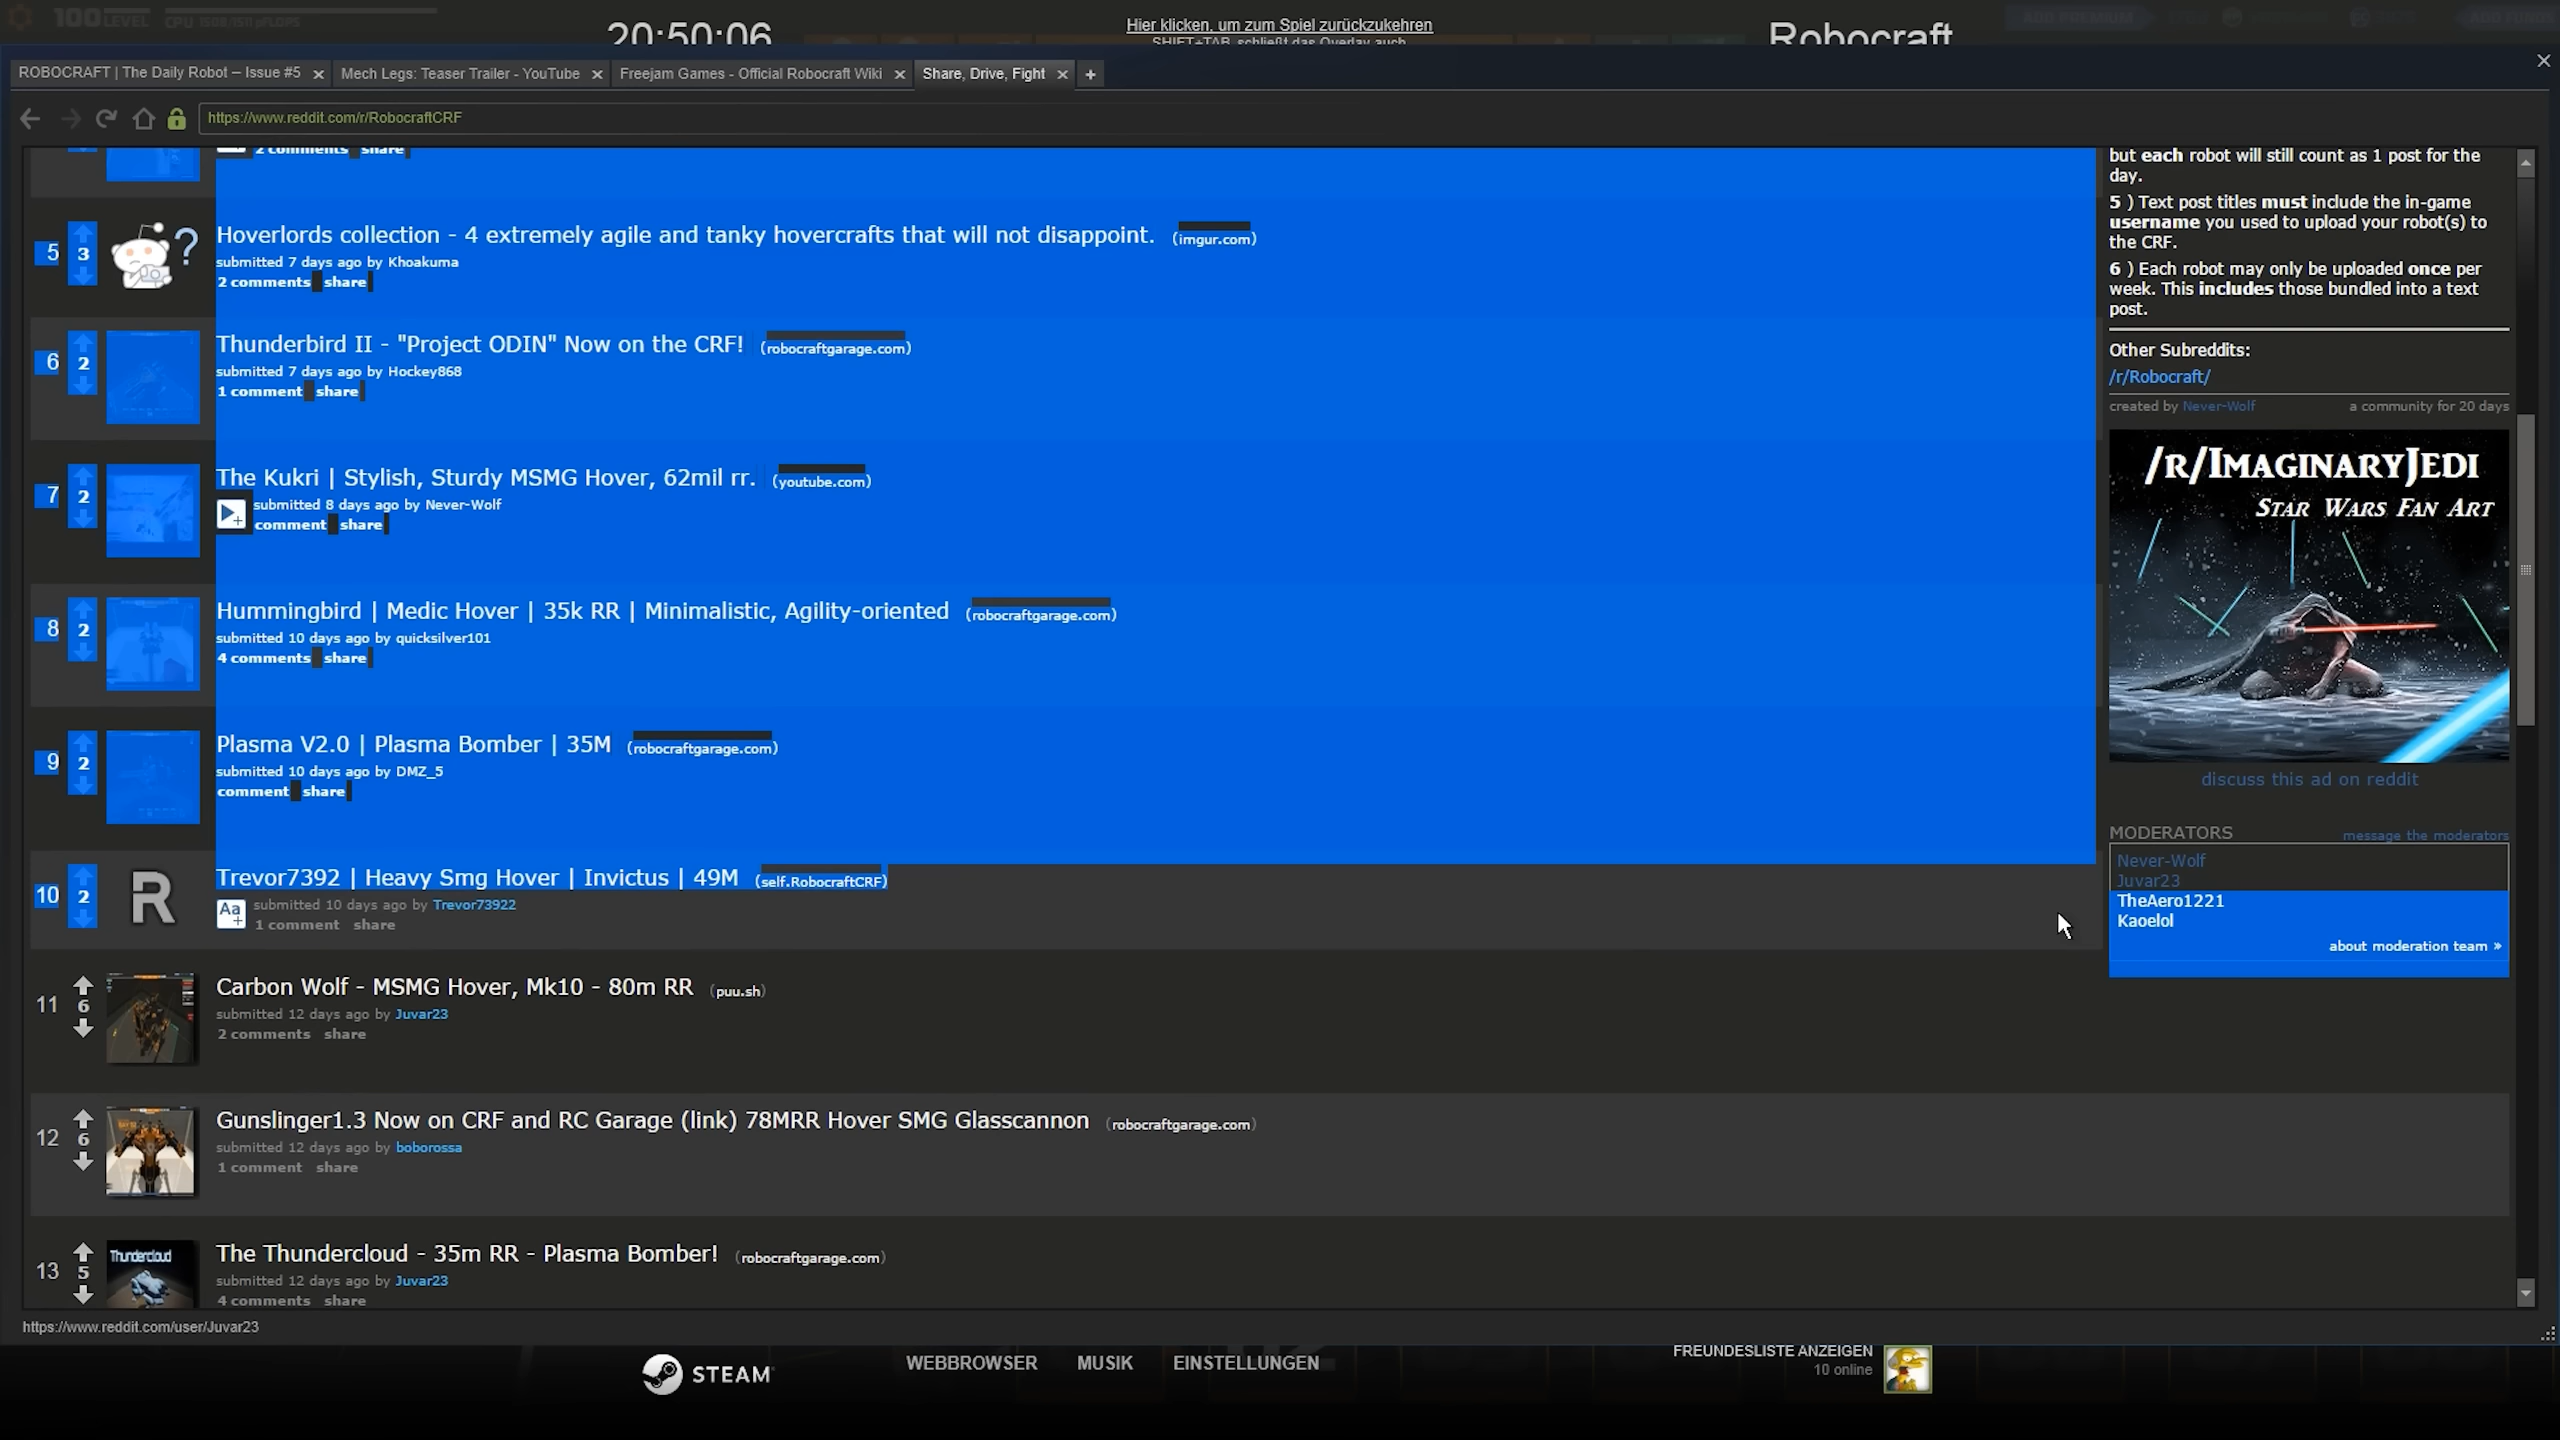 100 LEVEL
20:50:06
Hier klicken, um zum Spiel zurückzukehren
SHIFT+TAB schließt das Overlay auch
Robocraft
ROBOCRAFT | The Daily Robot – Issue #5
Mech Legs: Teaser Trailer - YouTube
Freejam Games - Official Robocraft Wiki
Share, Drive, Fight
https://www.reddit.com/r/RobocraftCRF
2 comments share
5
3
Hoverlords collection - 4 extremely agile and tanky hovercrafts that will not disappoint. (imgur.com)
submitted 7 days ago by Khoakuma
2 comments share
6
2
Thunderbird II - "Project ODIN" Now on the CRF! (robocraftgarage.com)
submitted 7 days ago by Hockey868
1 comment share
7
2
The Kukri | Stylish, Sturdy MSMG Hover, 62mil rr. (youtube.com)
submitted 8 days ago by Never-Wolf
comment share
8
2
Hummingbird | Medic Hover | 35k RR | Minimalistic, Agility-oriented (robocraftgarage.com)
submitted 10 days ago by quicksilver101
4 comments share
9
2
Plasma V2.0 | Plasma Bomber | 35M (robocraftgarage.com)
submitted 10 days ago by DMZ_5
comment share
10
2
R
Trevor7392 | Heavy Smg Hover | Invictus | 49M (self.RobocraftCRF)
Aa+
submitted 10 days ago by Trevor73922
1 comment share
11
6
Carbon Wolf - MSMG Hover, Mk10 - 80m RR (puu.sh)
submitted 12 days ago by Juvar23
2 comments share
12
6
Gunslinger1.3 Now on CRF and RC Garage (link) 78MRR Hover SMG Glasscannon (robocraftgarage.com)
submitted 12 days ago by boborossa
1 comment share
13
5
Thundercloud
The Thundercloud - 35m RR - Plasma Bomber! (robocraftgarage.com)
submitted 12 days ago by Juvar23
4 comments share
but each robot will still count as 1 post for the
day.
5 ) Text post titles must include the in-game
username you used to upload your robot(s) to
the CRF.
6 ) Each robot may only be uploaded once per
week. This includes those bundled into a text
post.
Other Subreddits:
/r/Robocraft/
created by Never-Wolf
a community for 20 days
/R/IMAGINARYJEDI
STAR WARS FAN ART
discuss this ad on reddit
MODERATORS
message the moderators
Never-Wolf
Juvar23
TheAero1221
Kaoelol
about moderation team »
https://www.reddit.com/user/Juvar23
STEAM
WEBBROWSER
MUSIK
EINSTELLUNGEN
FREUNDESLISTE ANZEIGEN
10 online